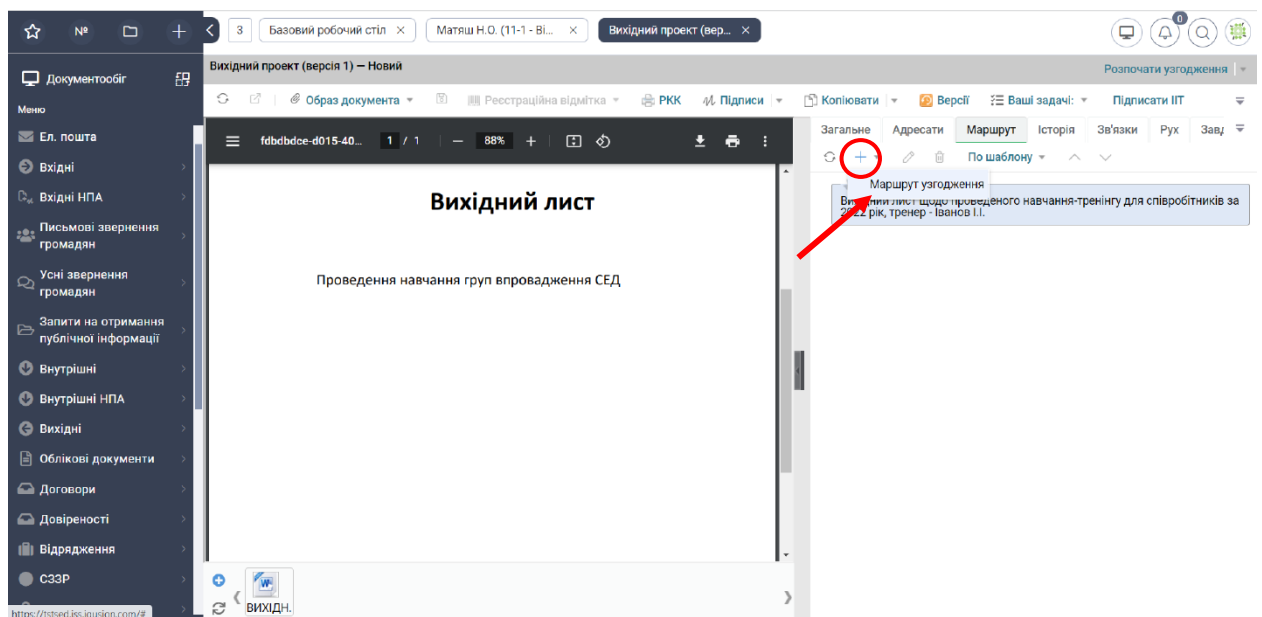 №
3
Базовий робочий стіл ×
Матяш Н.О. (11-1 - Ві... ×
Вихідний проект (вер... ×
0
Документообіг
Вихідний проект (версія 1) — Новий
Розпочати узгодження
Меню
Образ документа
Реєстраційна відмітка
РКК
Підписи
Копіювати
Версії
Ваші задачі:
Підписати ІІТ
Ел. пошта
Вхідні
Вхідні НПА
Письмові звернення
громадян
Усні звернення
громадян
Запити на отримання
публічної інформації
Внутрішні
Внутрішні НПА
Вихідні
Облікові документи
Договори
Довіреності
Відрядження
СЗЗР
https://tstsed.iss.iqusion.com/#
fdbdbdce-d015-40...
1 / 1
88%
Вихідний лист
Проведення навчання груп впровадження СЕД
ВИХІДН.
Загальне
Адресати
Маршрут
Історія
Зв'язки
Рух
По шаблону
Маршрут узгодження
Вихідний лист щодо проведеного навчання-тренінгу для співробітників за
2022 рік, тренер - Іванов І.І.